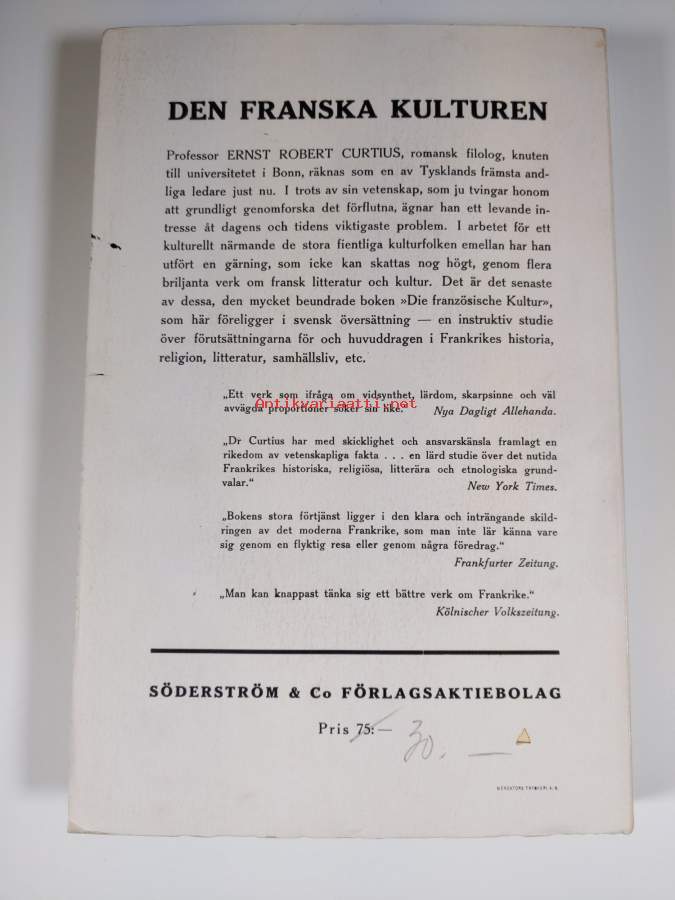 DEN FRANSKA KULTUREN
Professor ERNST ROBERT CURTIUS, romansk filolog, knuten
till universitetet i Bonn, räknas som en av Tysklands främsta and-
liga ledare just nu. I trots av sin vetenskap, som ju tvingar honom
att grundligt genomforska det förflutna, ägnar han ett levande in-
tresse åt dagens och tidens viktigaste problem. I arbetet för ett
kulturellt närmande de stora fientliga kulturfolken emellan har han
utfört en gärning, som icke kan skattas nog högt, genom flera
briljanta verk om fransk litteratur och kultur. Det är det senaste
av dessa, den mycket beundrade boken »Die französische Kultur»,
som här föreligger i svensk översättning — en instruktiv studie
över förutsättningarna för och huvuddragen i Frankrikes historia,
religion, litteratur, samhällsliv, etc.
„Ett verk som ifråga om vidsynthet, lärdom, skarpsinne och väl
avvägda proportioner söker sin like." Nya Dagligt Allehanda.
Antikvariaatti.net
„Dr Curtius har med skicklighet och ansvarskänsla framlagt en
rikedom av vetenskapliga fakta . . . en lärd studie över det nutida
Frankrikes historiska, religiösa, litterära och etnologiska grund-
valar." New York Times.
„Bokens stora förtjänst ligger i den klara och inträngande skild-
ringen av det moderna Frankrike, som man inte lär känna vare
sig genom en flyktig resa eller genom några föredrag."
Frankfurter Zeitung.
„Man kan knappast tänka sig ett bättre verk om Frankrike."
Kölnischer Volkszeitung.
SÖDERSTRÖM & Co FÖRLAGSAKTIEBOLAG
Pris 75:— 30.—